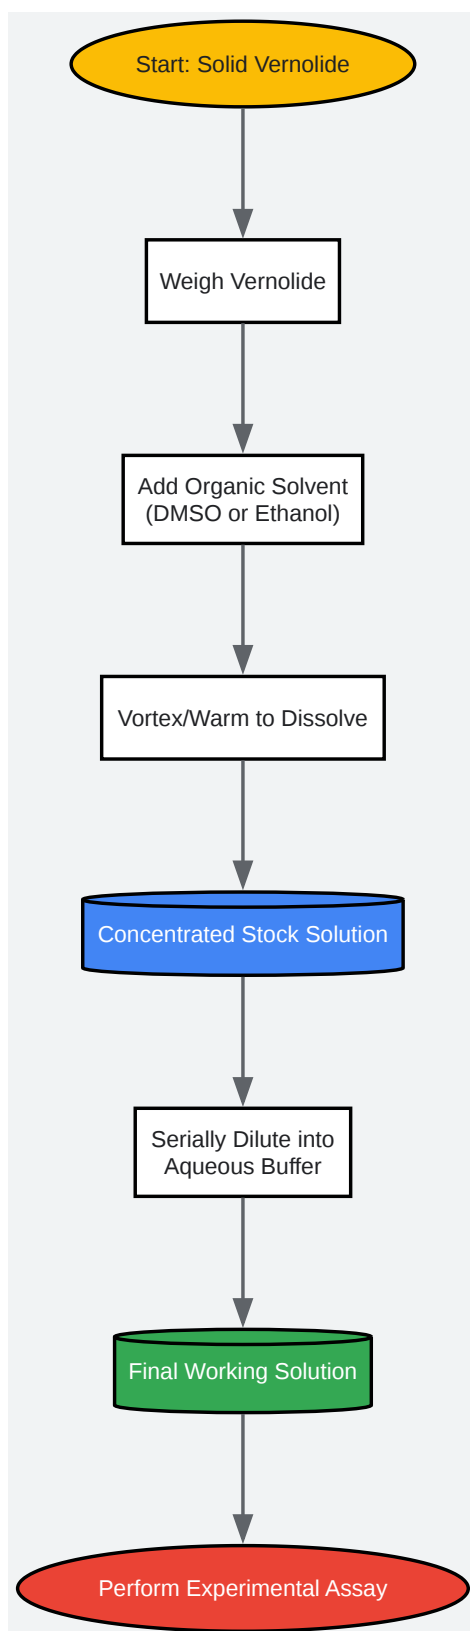 Start: Solid Vernolide
Weigh Vernolide
Add Organic Solvent
(DMSO or Ethanol)
Vortex/Warm to Dissolve
Concentrated Stock Solution
Serially Dilute into
Aqueous Buffer
Final Working Solution
Perform Experimental Assay